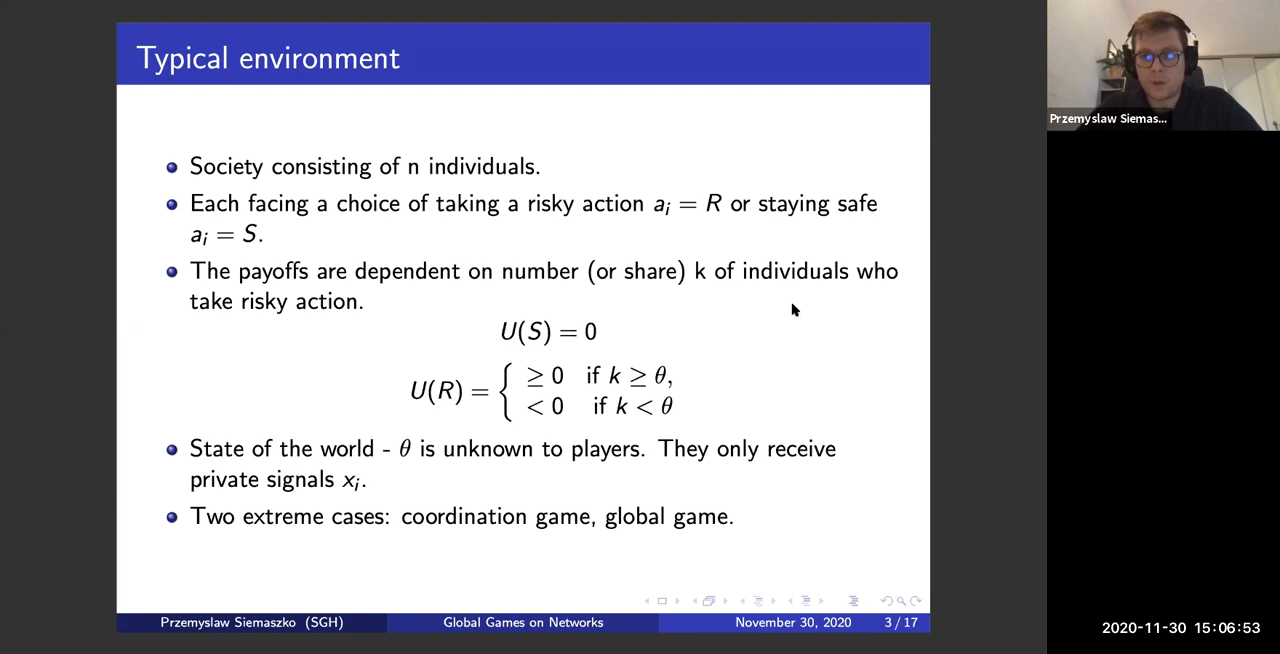 Typical environment
Society consisting of n individuals.
Each facing a choice of taking a risky action a_i = R or staying safe
a_i = S.
The payoffs are dependent on number (or share) k of individuals who
take risky action.
U(S) = 0
U(R) = { ≥ 0 if k ≥ θ,
< 0 if k < θ
State of the world - θ is unknown to players. They only receive
private signals x_i.
Two extreme cases: coordination game, global game.
Przemyslaw Siemaszko (SGH) Global Games on Networks November 30, 2020 3 / 17
Przemyslaw Siemas...
2020-11-30 15:06:53